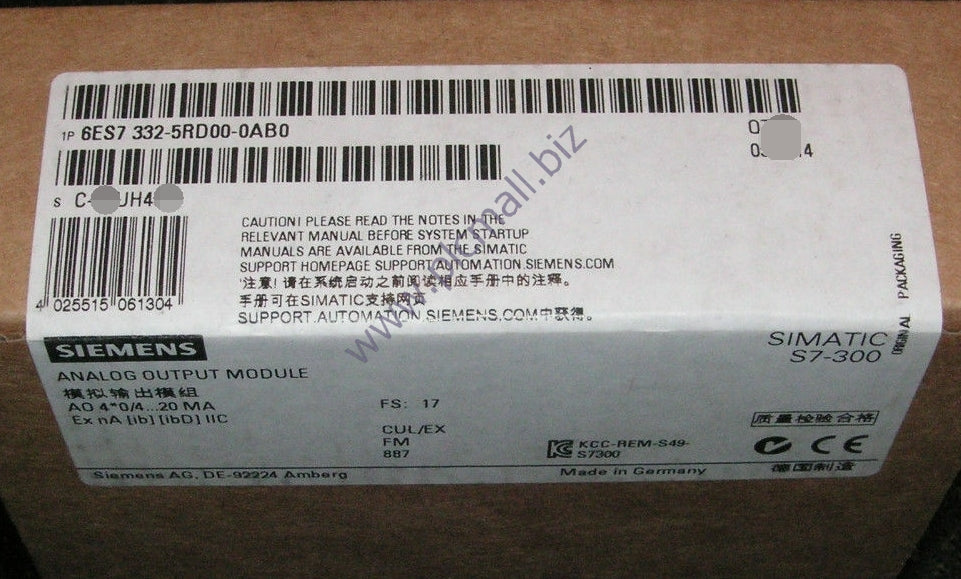 1P 6ES7 332-5RD00-0AB0
S C- UH4
4 025515 061304
CAUTION! PLEASE READ THE NOTES IN THE
RELEVANT MANUAL BEFORE SYSTEM STARTUP
MANUALS ARE AVAILABLE FROM THE SIMATIC
SUPPORT HOMEPAGE SUPPORT.AUTOMATION.SIEMENS.COM
注意!请在系统启动之前阅读相应手册中的注释。
手册可在SIMATIC支持网页
SUPPORT.AUTOMATION.SIEMENS.COM中获得。
ORIGINAL PACKAGING
SIEMENS
SIMATIC
S7-300
ANALOG OUTPUT MODULE
模拟输出模组
AO 4*0/4...20 MA
Ex nA [ib] [ibD] IIC
FS: 17
CUL/EX
FM
887
KCC-REM-S49-
S7300
质量检验合格
CE
Siemens AG, DE-92224 Amberg
Made in Germany
德国制造
www.plcmall.biz